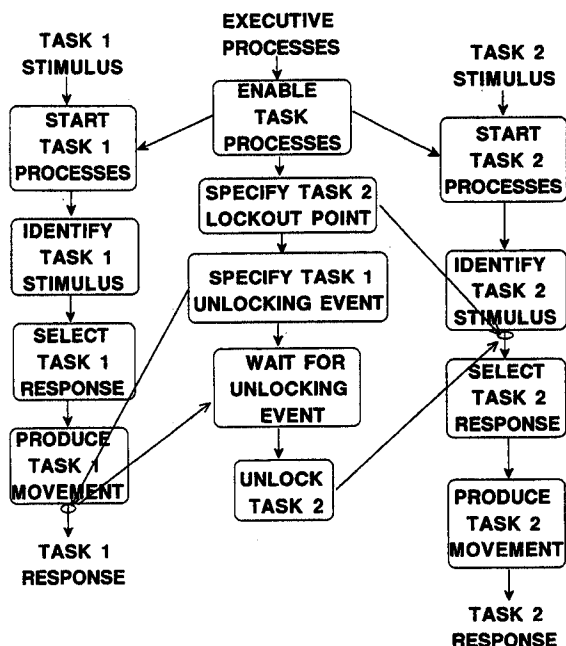 TASK 1
STIMULUS
START
TASK 1
PROCESSES
IDENTIFY
TASK 1
STIMULUS
SELECT
TASK 1
RESPONSE
PRODUCE
TASK 1
MOVEMENT
TASK 1
RESPONSE
EXECUTIVE
PROCESSES
ENABLE
TASK
PROCESSES
SPECIFY TASK 2
LOCKOUT POINT
SPECIFY TASK 1
UNLOCKING EVENT
WAIT FOR
UNLOCKING
EVENT
UNLOCK
TASK 2
TASK 2
STIMULUS
START
TASK 2
PROCESSES
IDENTIFY
TASK 2
STIMULUS
SELECT
TASK 2
RESPONSE
PRODUCE
TASK 2
MOVEMENT
TASK 2
RESPONSE